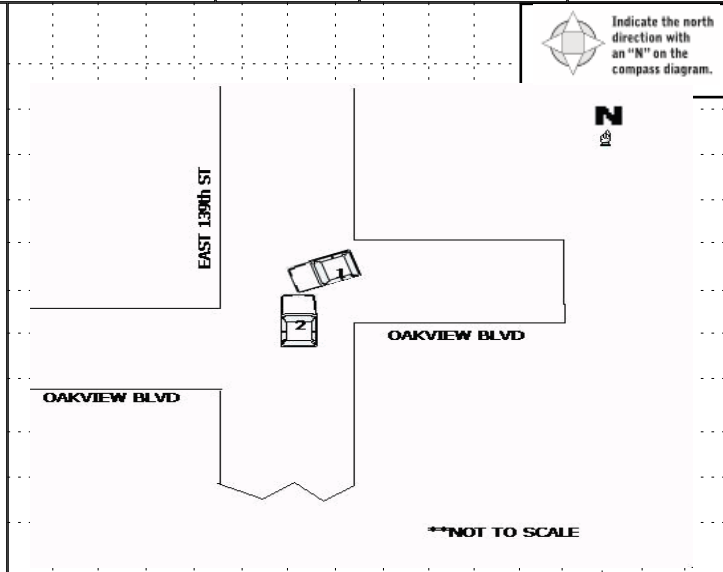 Indicate the north
direction with
an “N” on the
compass diagram.
N
EAST 139th ST
1
2
OAKVIEW BLVD
OAKVIEW BLVD
**NOT TO SCALE